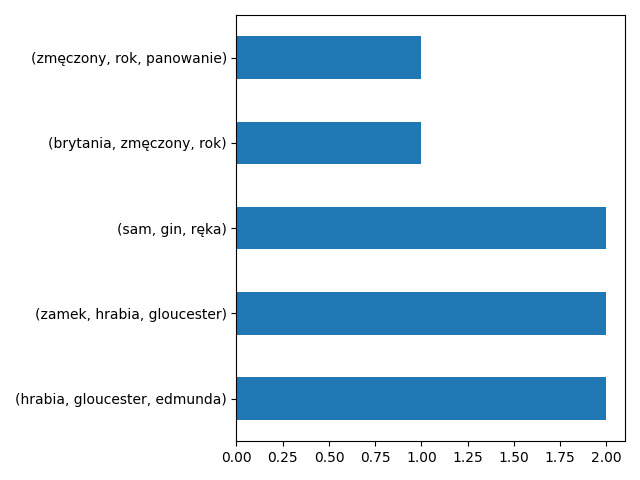 (zmęczony, rok, panowanie)
(brytania, zmęczony, rok)
(sam, gin, ręka)
(zamek, hrabia, gloucester)
(hrabia, gloucester, edmunda)
0.00 0.25 0.50 0.75 1.00 1.25 1.50 1.75 2.00